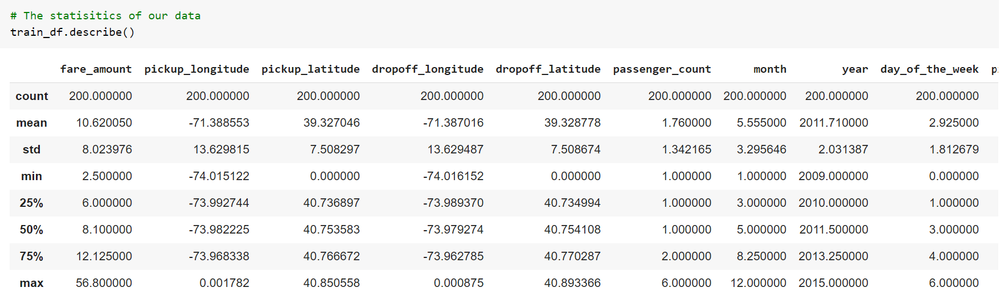 # The statisitics of our data
train_df.describe()
fare_amount pickup_longitude pickup_latitude dropoff_longitude dropoff_latitude passenger_count month year day_of_the_week
count 200.000000 200.000000 200.000000 200.000000 200.000000 200.000000 200.000000 200.000000 200.000000
mean 10.620050 -71.388553 39.327046 -71.387016 39.328778 1.760000 5.555000 2011.710000 2.925000
std 8.023976 13.629815 7.508297 13.629487 7.508674 1.342165 3.295646 2.031387 1.812679
min 2.500000 -74.015122 0.000000 -74.016152 0.000000 1.000000 1.000000 2009.000000 0.000000
25% 6.000000 -73.992744 40.736897 -73.989370 40.734994 1.000000 3.000000 2010.000000 1.000000
50% 8.100000 -73.982225 40.753583 -73.979274 40.754108 1.000000 5.000000 2011.500000 3.000000
75% 12.125000 -73.968338 40.766672 -73.962785 40.770287 2.000000 8.250000 2013.250000 4.000000
max 56.800000 0.001782 40.850558 0.000875 40.893366 6.000000 12.000000 2015.000000 6.000000